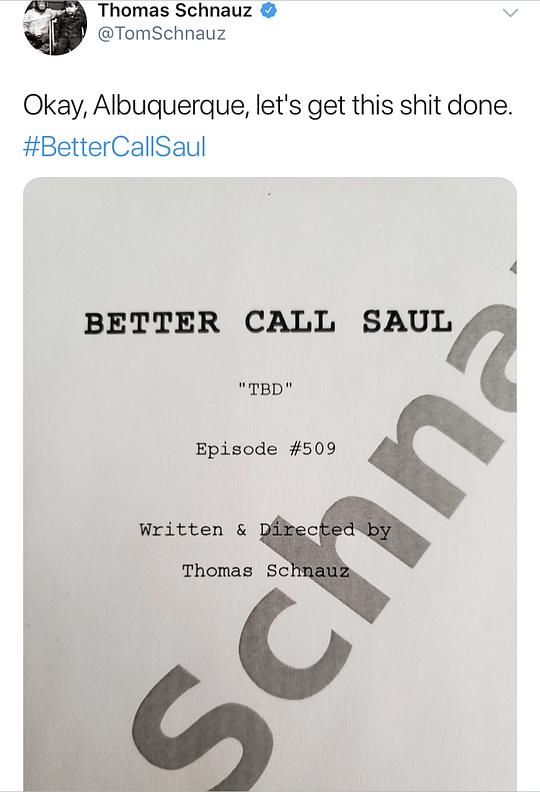 Thomas Schnauz
@TomSchnauz
Okay, Albuquerque, let's get this shit done.
#BetterCallSaul
BETTER CALL SAUL
"TBD"
Episode #509
Written & Directed by
Thomas Schnauz
Schna